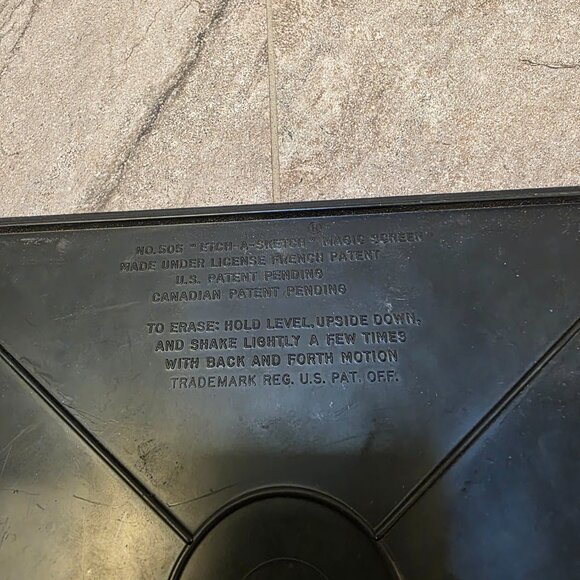 NO. 505 "ETCH-A-SKETCH" MAGIC SCREEN"
MADE UNDER LICENSE FRENCH PATENT
U.S. PATENT PENDING
CANADIAN PATENT PENDING
TO ERASE: HOLD LEVEL, UPSIDE DOWN,
AND SHAKE LIGHTLY A FEW TIMES
WITH BACK AND FORTH MOTION
TRADEMARK REG. U.S. PAT. OFF.